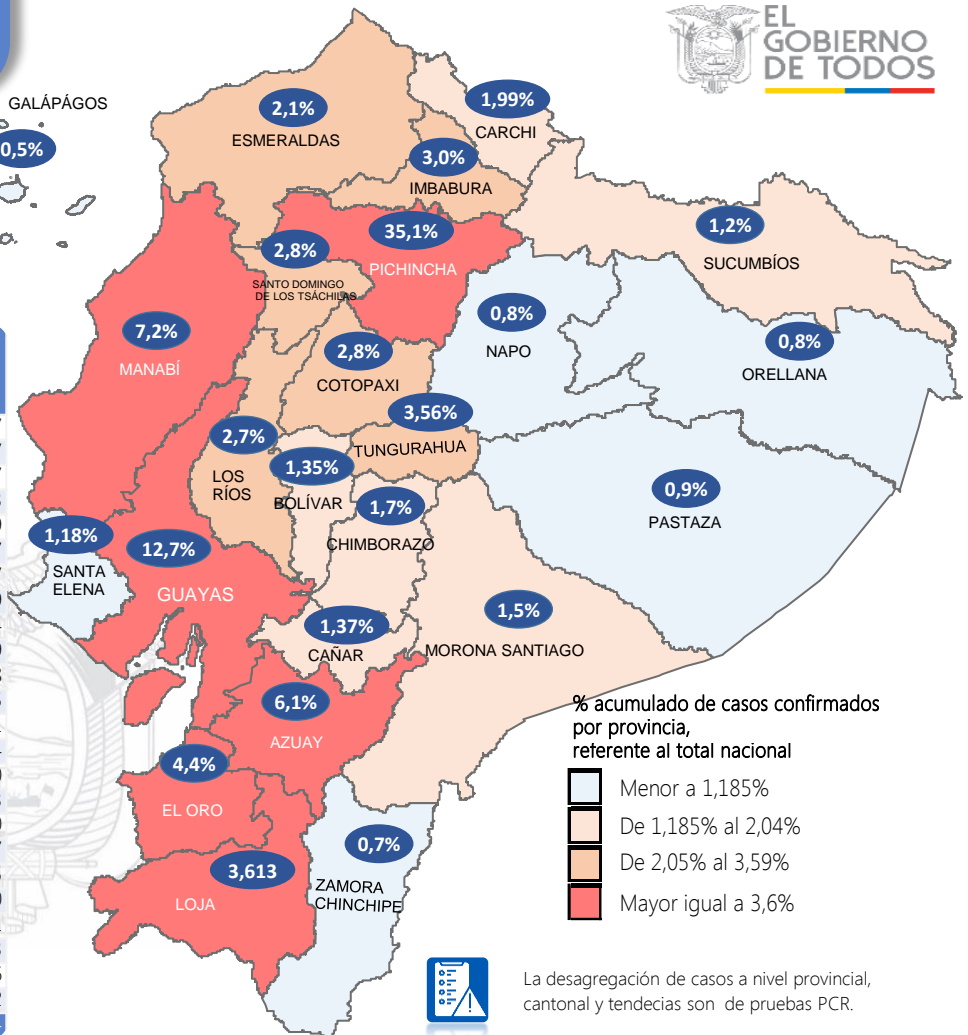 EL
GOBIERNO
DE TODOS
GALÁPÁGOS
0,5%
2,1%
ESMERALDAS
1,99%
CARCHI
3,0%
IMBABURA
35,1%
PICHINCHA
1,2%
SUCUMBÍOS
2,8%
SANTO DOMINGO
DE LOS TSÁCHILAS
7,2%
MANABÍ
2,8%
COTOPAXI
0,8%
NAPO
0,8%
ORELLANA
3,56%
TUNGURAHUA
2,7%
LOS
RÍOS
1,35%
BOLÍVAR
1,7%
CHIMBORAZO
0,9%
PASTAZA
1,18%
SANTA
ELENA
12,7%
GUAYAS
1,37%
CAÑAR
1,5%
MORONA SANTIAGO
6,1%
AZUAY
4,4%
EL ORO
3,613
LOJA
0,7%
ZAMORA
CHINCHIPE
% acumulado de casos confirmados
por provincia,
referente al total nacional
Menor a 1,185%
De 1,185% al 2,04%
De 2,05% al 3,59%
Mayor igual a 3,6%
La desagregación de casos a nivel provincial,
cantonal y tendecias son de pruebas PCR.